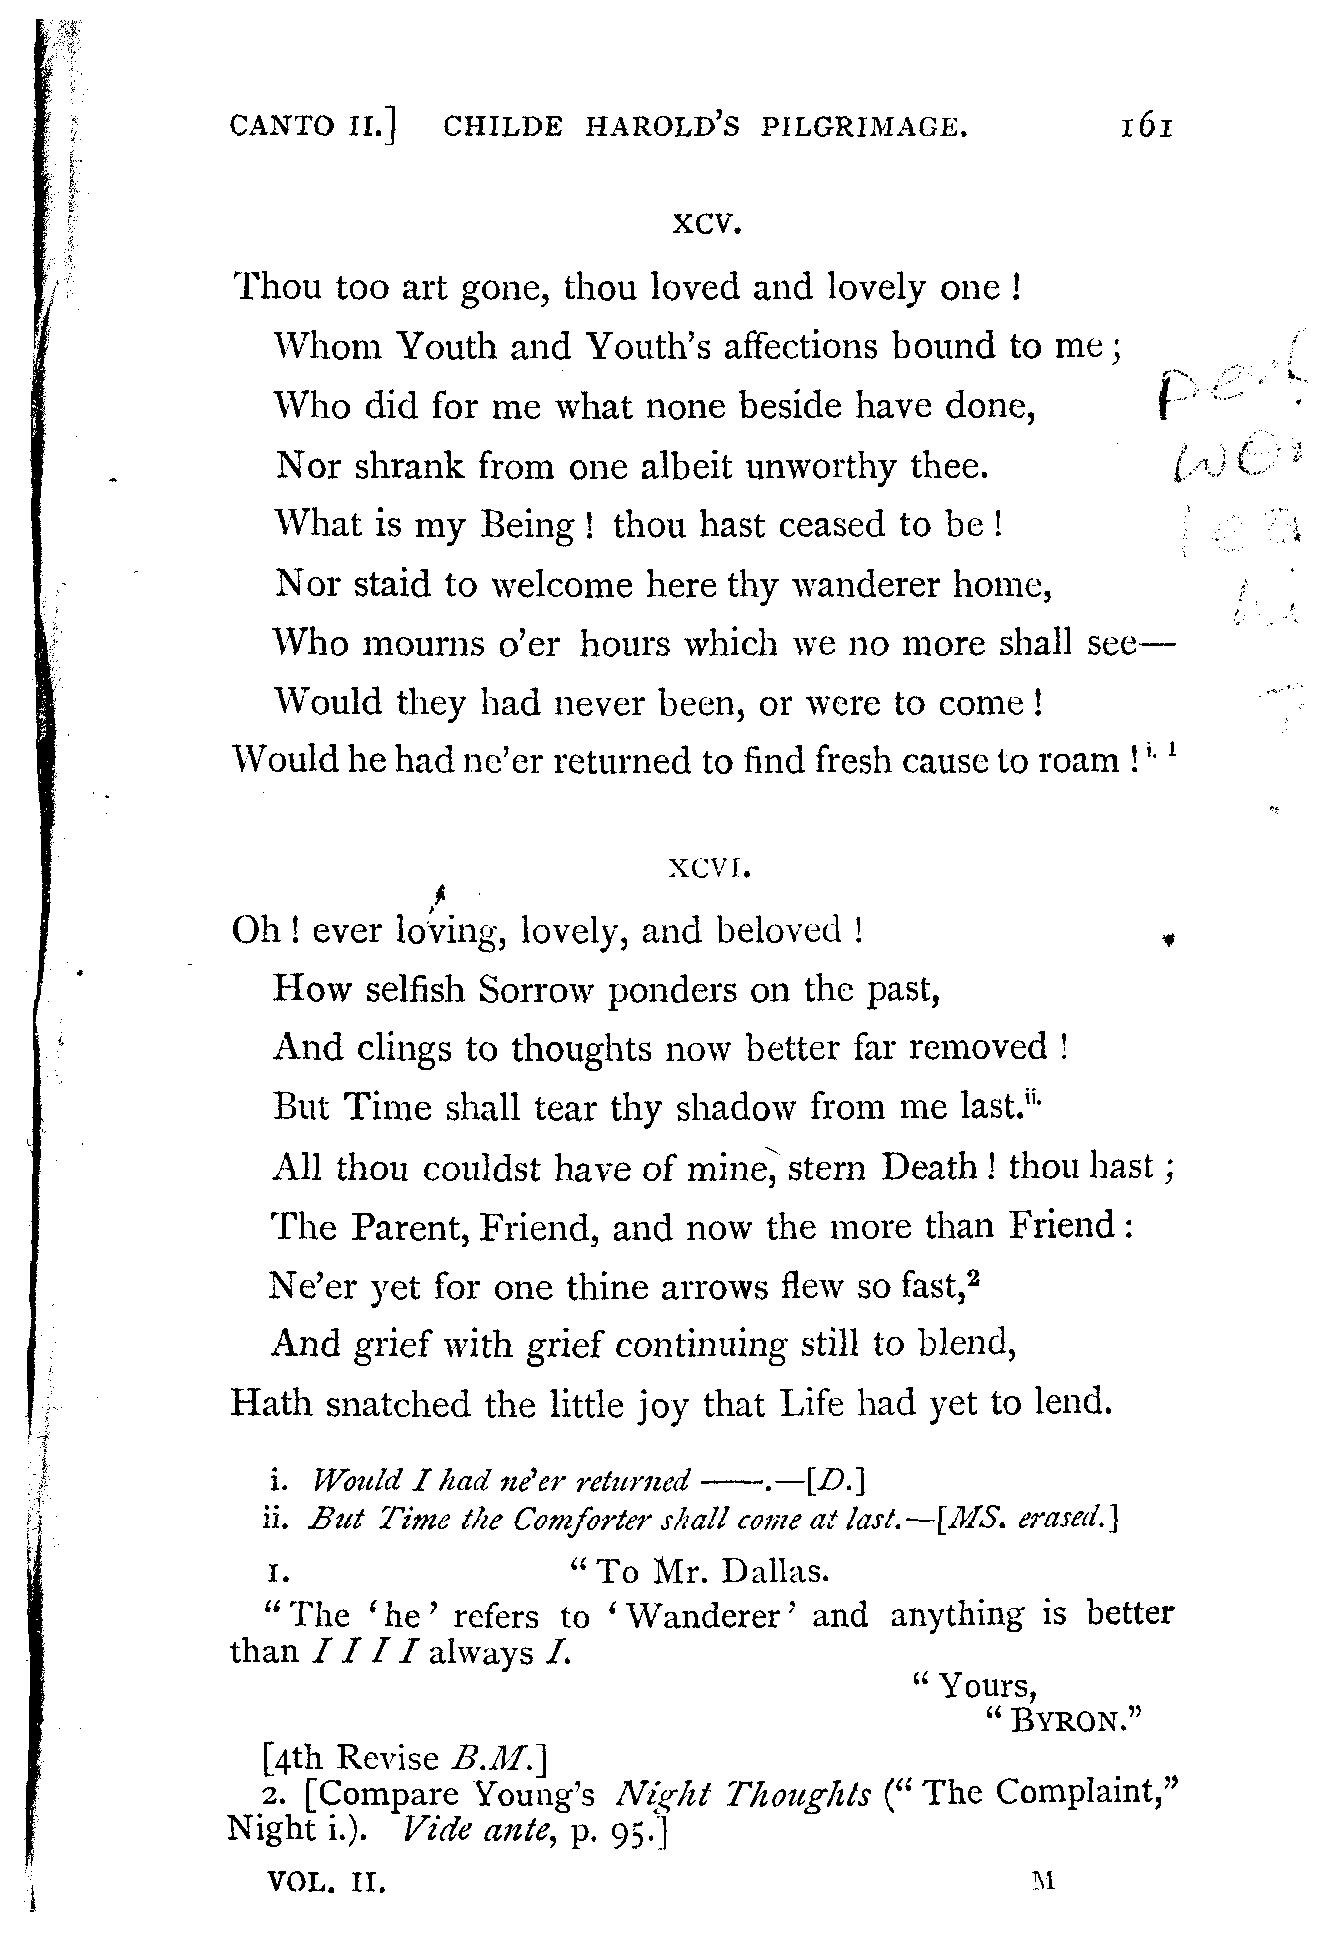 CANTO II.] CHILDE HAROLD'S PILGRIMAGE. 161
XCV.
Thou too art gone, thou loved and lovely one !
Whom Youth and Youth's affections bound to me ;
Who did for me what none beside have done,
Nor shrank from one albeit unworthy thee.
What is my Being ! thou hast ceased to be !
Nor staid to welcome here thy wanderer home,
Who mourns o'er hours which we no more shall see—
Would they had never been, or were to come !
Would he had ne'er returned to find fresh cause to roam ! i. 1
XCVI.
Oh ! ever loving, lovely, and beloved !
How selfish Sorrow ponders on the past,
And clings to thoughts now better far removed !
But Time shall tear thy shadow from me last.ii.
All thou couldst have of mine, stern Death ! thou hast ;
The Parent, Friend, and now the more than Friend :
Ne'er yet for one thine arrows flew so fast,2
And grief with grief continuing still to blend,
Hath snatched the little joy that Life had yet to lend.
i. Would I had ne'er returned ——.—[D.]
ii. But Time the Comforter shall come at last.—[MS. erased.]
1. "To Mr. Dallas.
"The 'he' refers to 'Wanderer' and anything is better
than I I I I always I.
"Yours,
"BYRON."
[4th Revise B.M.]
2. [Compare Young's Night Thoughts ("The Complaint,"
Night i.). Vide ante, p. 95.]
VOL. II. M